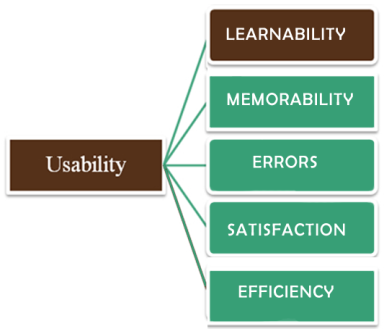 LEARNABILITY
MEMORABILITY
Usability
ERRORS
SATISFACTION
EFFICIENCY